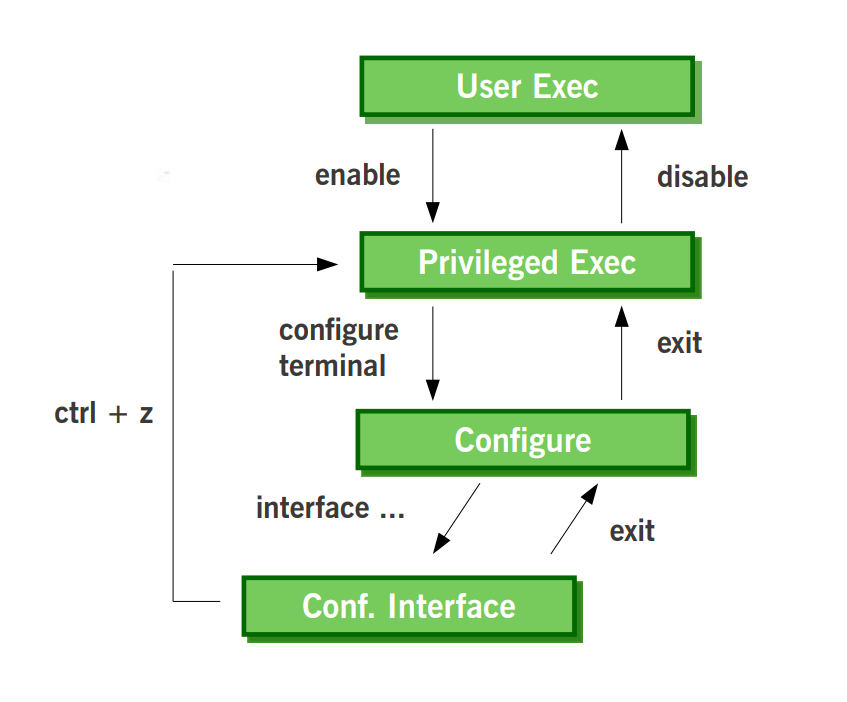 User Exec
enable
disable
Privileged Exec
configure
terminal
exit
ctrl + z
Configure
interface ...
exit
Conf. Interface